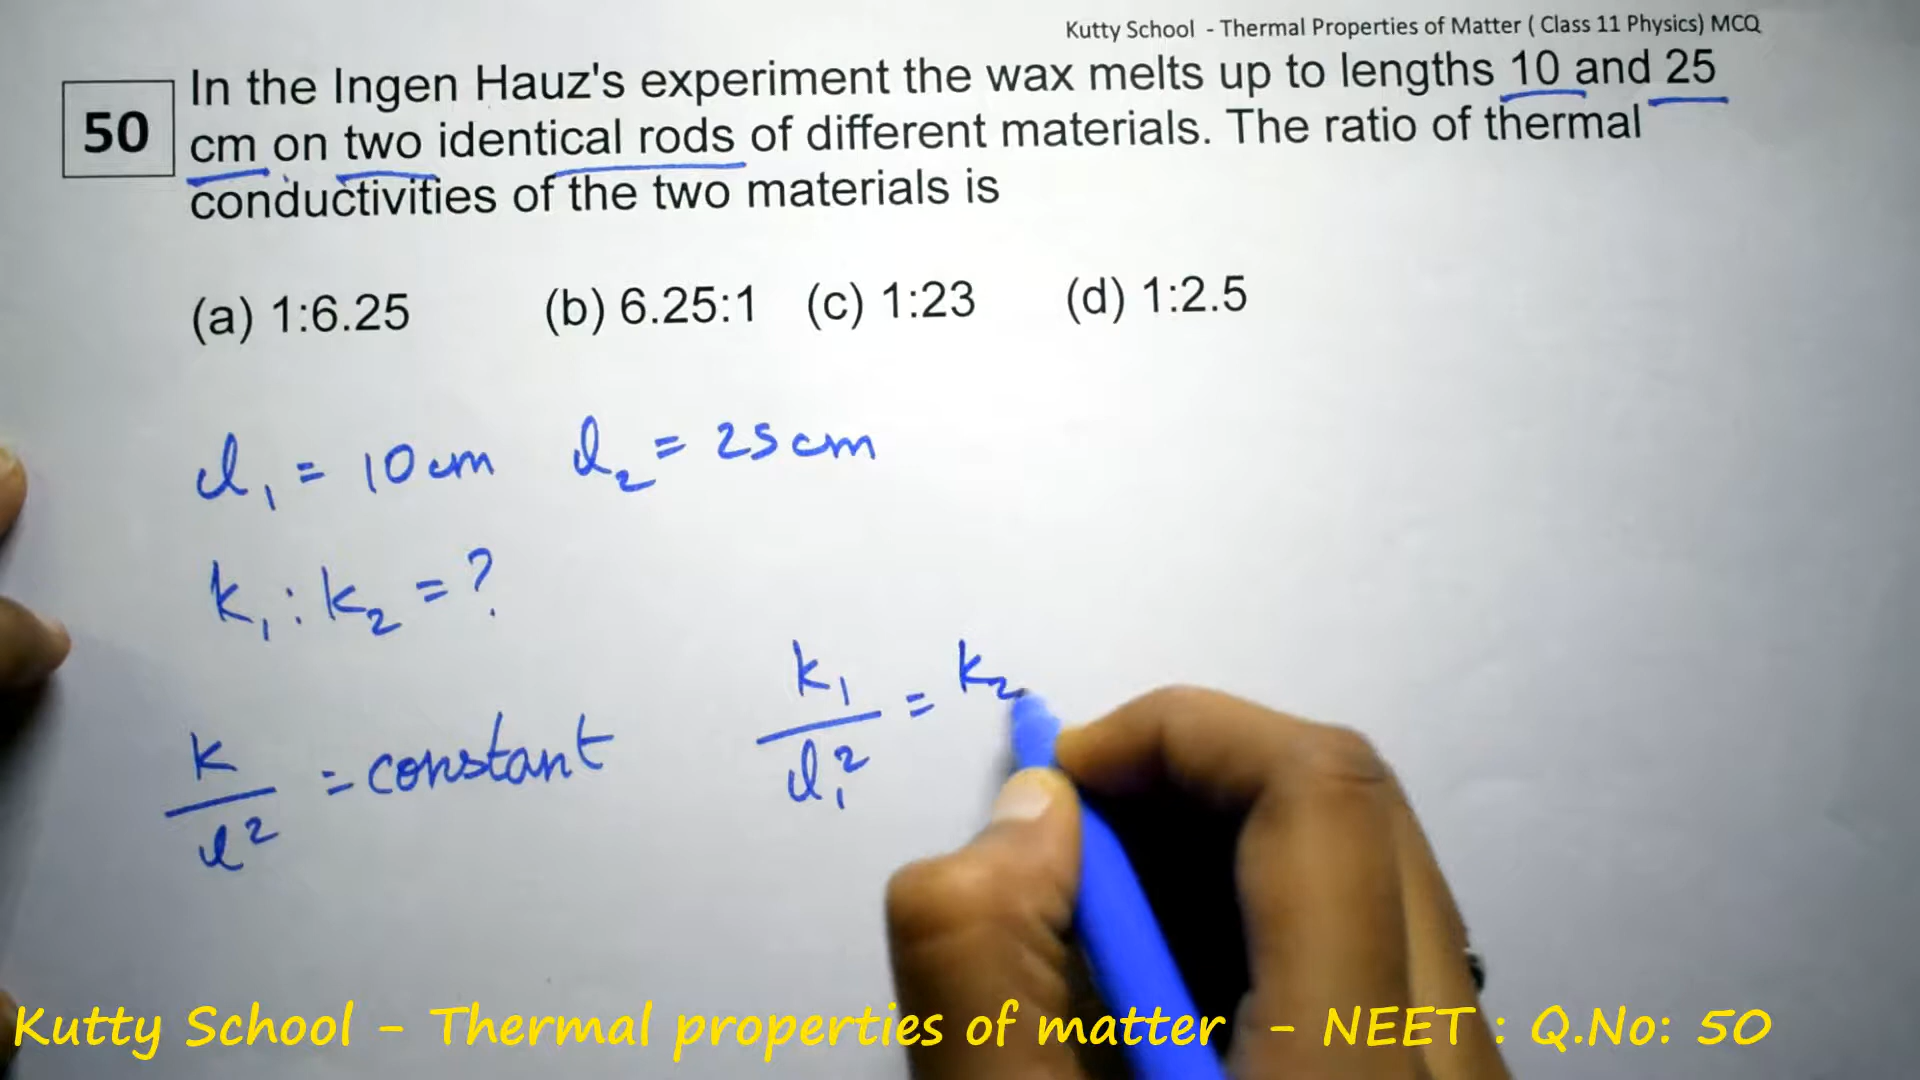 Kutty School - Thermal Properties of Matter ( Class 11 Physics) MCQ
50
In the Ingen Hauz's experiment the wax melts up to lengths 10 and 25
cm on two identical rods of different materials. The ratio of thermal
conductivities of the two materials is
(a) 1:6.25 (b) 6.25:1 (c) 1:23 (d) 1:2.5
l₁ = 10 cm l₂ = 25 cm
k₁ : k₂ = ?
k/l² = constant k₁/l₁² = k₂
Kutty School - Thermal properties of matter - NEET : Q.No: 50